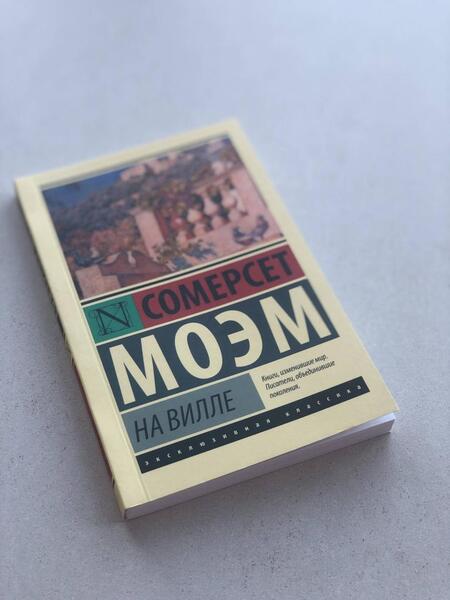 N СОМЕРСЕТ
МОЭМ
НА ВИЛЛЕ
Книги, изменившие мир.
Писатели, объединившие
поколения.
эксклюзивная классика